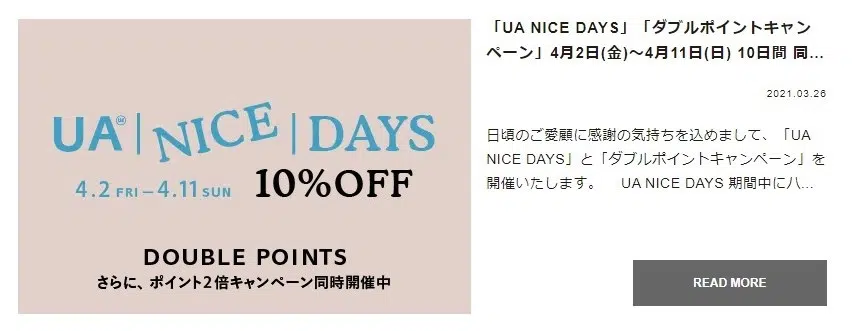 UA | NICE | DAYS
4.2 FRI – 4.11 SUN 10%OFF
DOUBLE POINTS
さらに、ポイント2倍キャンペーン同時開催中
「UA NICE DAYS」「ダブルポイントキャン
ペーン」4月2日(金)〜4月11日(日) 10日間 同...
2021.03.26
日頃のご愛顧に感謝の気持ちを込めまして、「UA
NICE DAYS」と「ダブルポイントキャンペーン」を
開催いたします。 UA NICE DAYS 期間中に八...
READ MORE